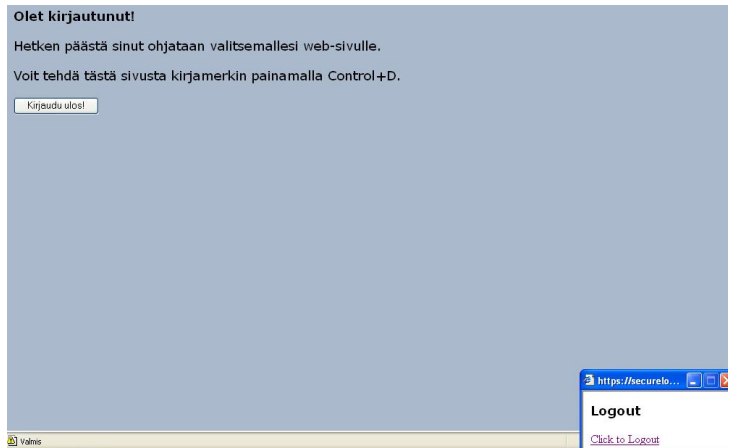 Olet kirjautunut!
Hetken päästä sinut ohjataan valitsemallesi web-sivulle.
Voit tehdä tästä sivusta kirjamerkin painamalla Control+D.
Kirjaudu ulos!
https://securelo...
Logout
Click to Logout
Valmis